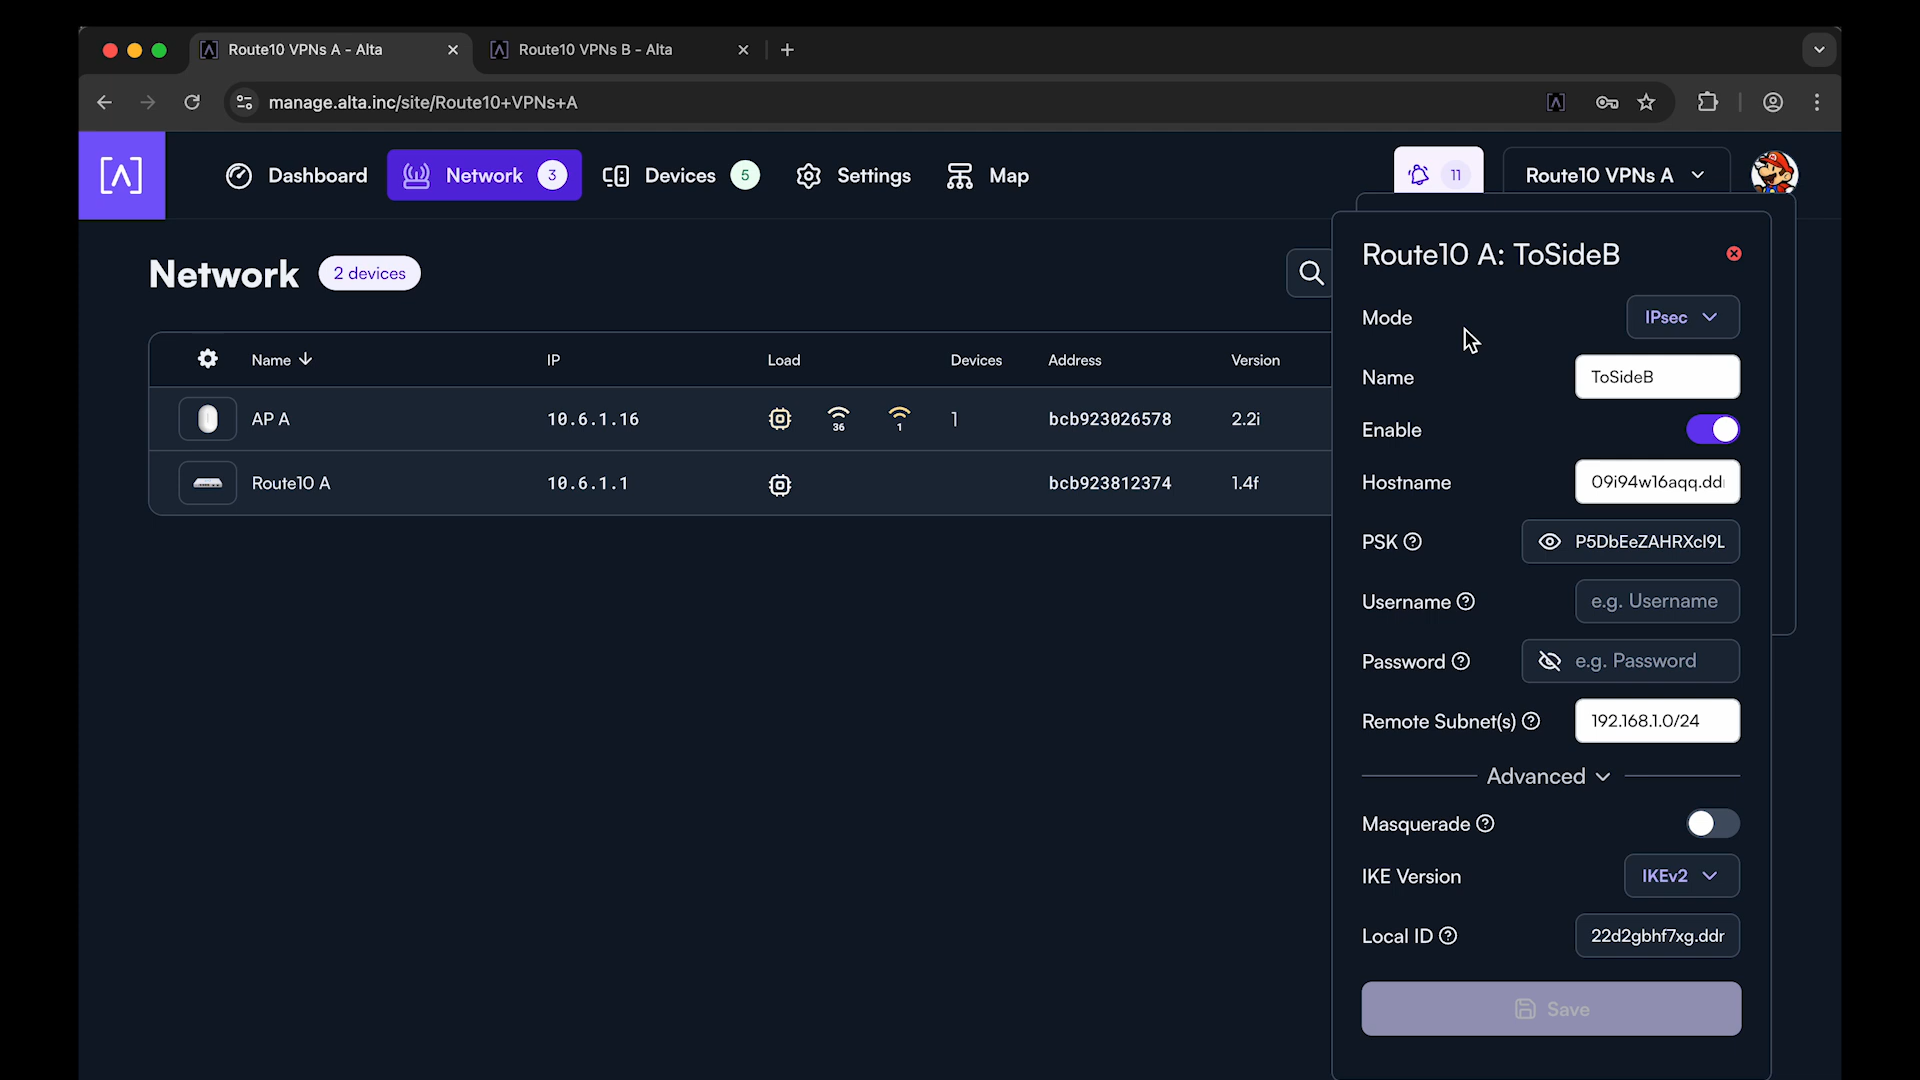 Route10 VPNs A - Alta
Route10 VPNs B - Alta
manage.alta.inc/site/Route10+VPNs+A
Dashboard
Network 3
Devices 5
Settings
Map
11
Route10 VPNs A
Network 2 devices
Name IP Load Devices Address Version
AP A 10.6.1.16 36 1 1 bcb923026578 2.2i
Route10 A 10.6.1.1 bcb923812374 1.4f
Route10 A: ToSideB
Mode IPsec
Name ToSideB
Enable
Hostname 09i94w16aqq.ddr
PSK P5DbEeZAHRXcl9L
Username e.g. Username
Password e.g. Password
Remote Subnet(s) 192.168.1.0/24
Advanced
Masquerade
IKE Version IKEv2
Local ID 22d2gbhf7xg.ddr
Save